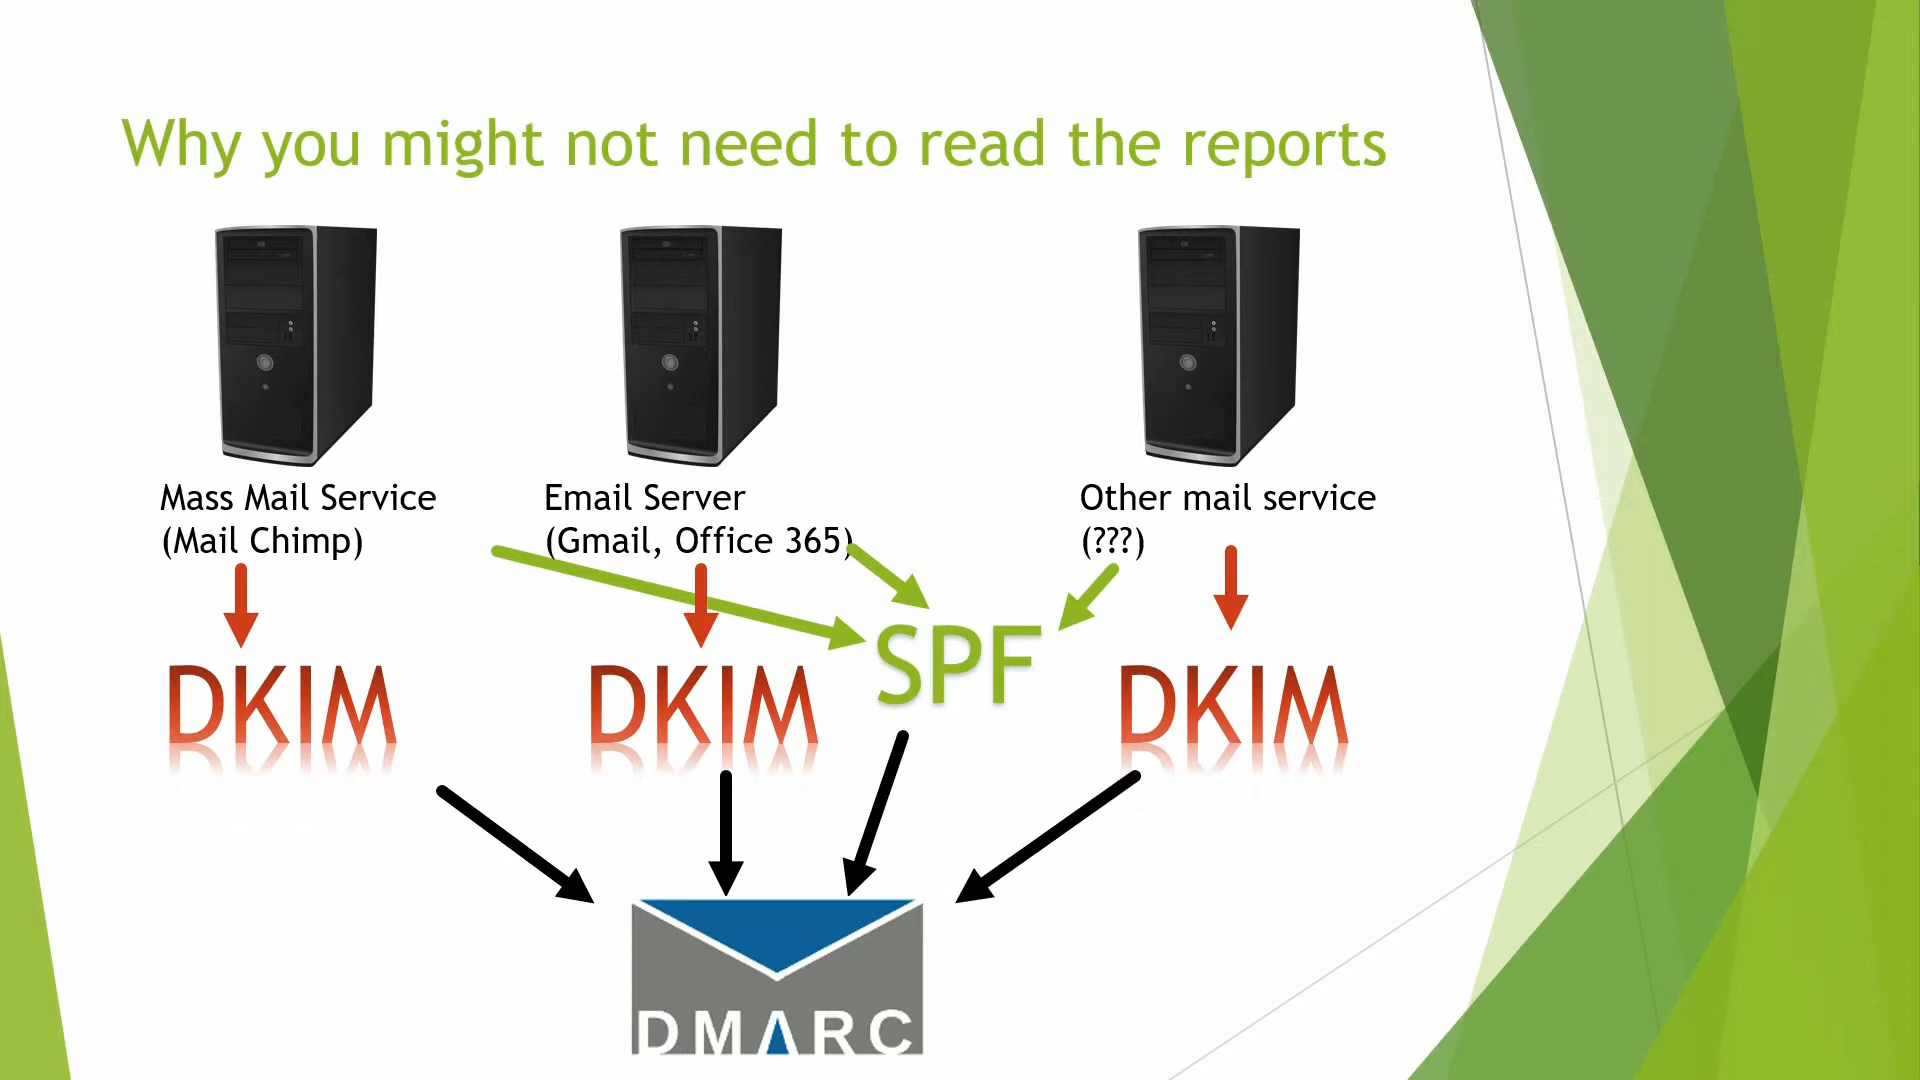 Why you might not need to read the reports
Mass Mail Service
(Mail Chimp)
Email Server
(Gmail, Office 365)
Other mail service
(???)
SPF
DKIM
DKIM
DKIM
DMARC